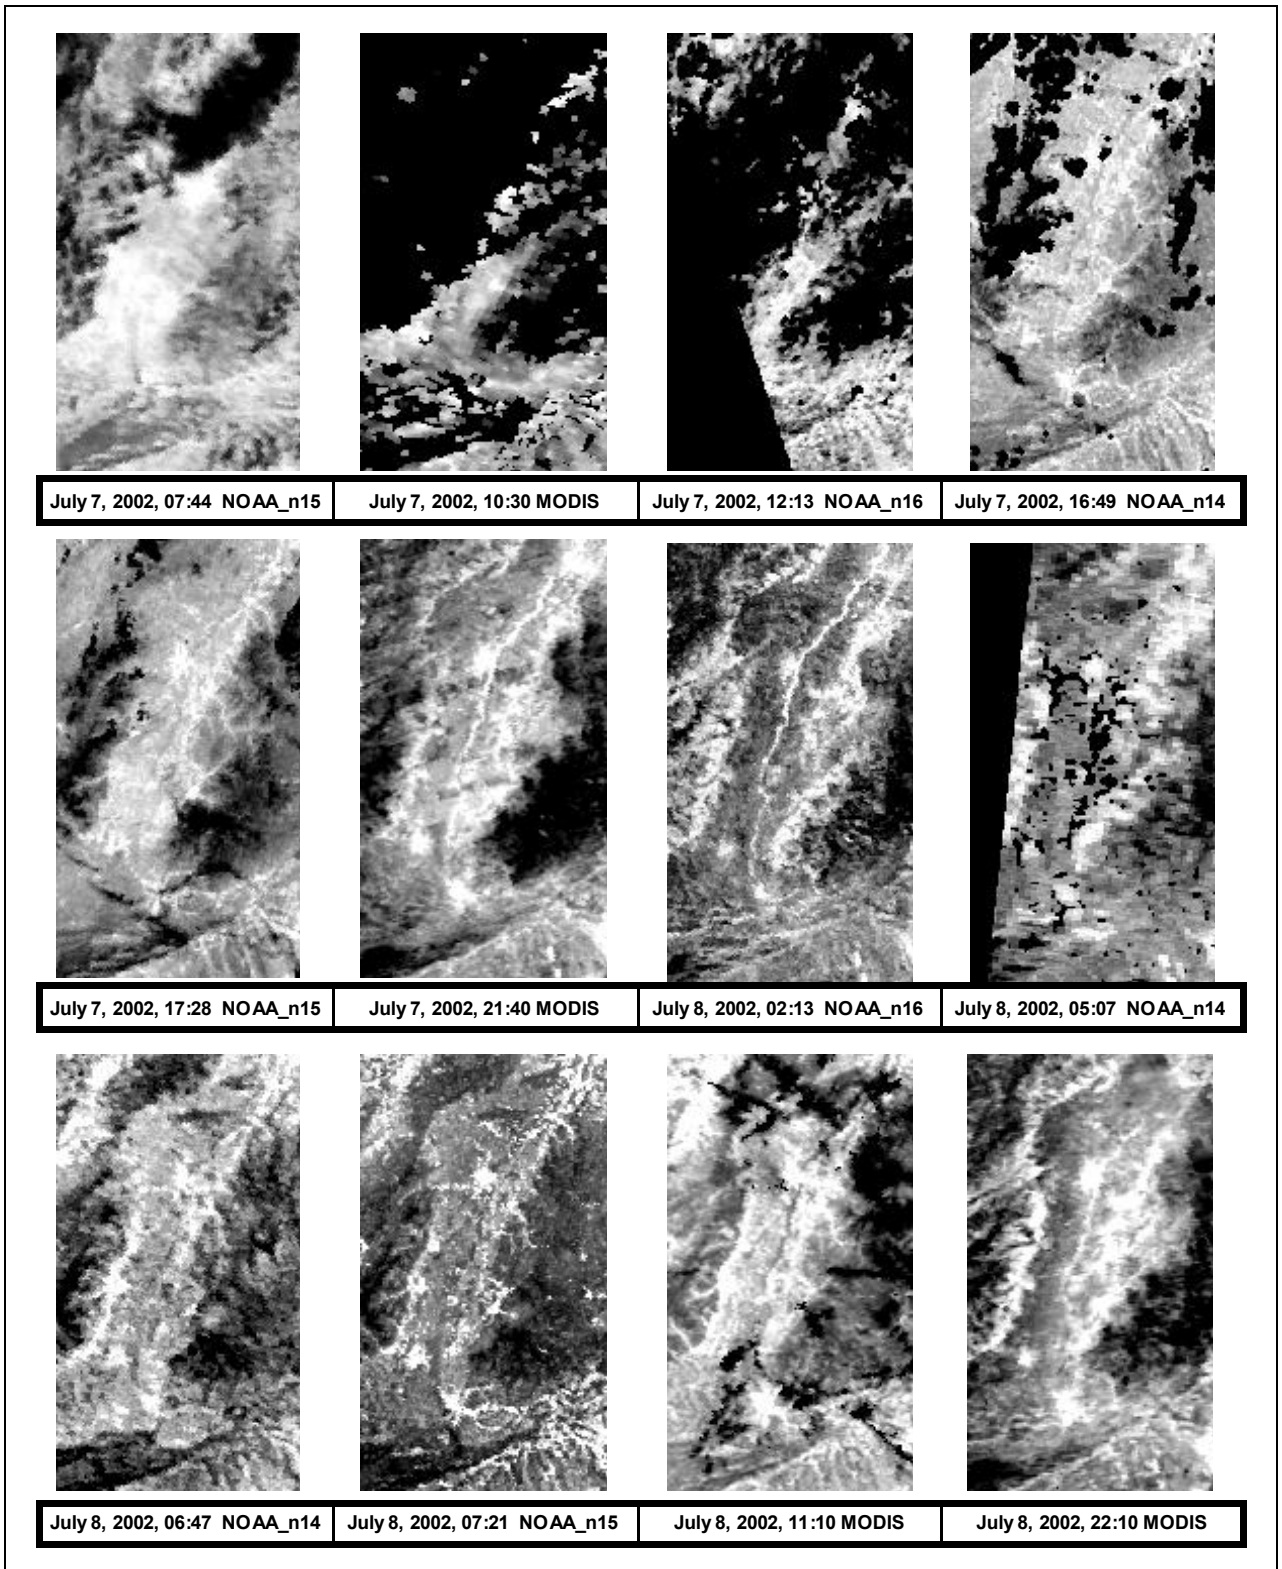 July 7, 2002, 07:44 NOAA_n15 July 7, 2002, 10:30 MODIS July 7, 2002, 12:13 NOAA_n16 July 7, 2002, 16:49 NOAA_n14
July 7, 2002, 17:28 NOAA_n15 July 7, 2002, 21:40 MODIS July 8, 2002, 02:13 NOAA_n16 July 8, 2002, 05:07 NOAA_n14
July 8, 2002, 06:47 NOAA_n14 July 8, 2002, 07:21 NOAA_n15 July 8, 2002, 11:10 MODIS July 8, 2002, 22:10 MODIS